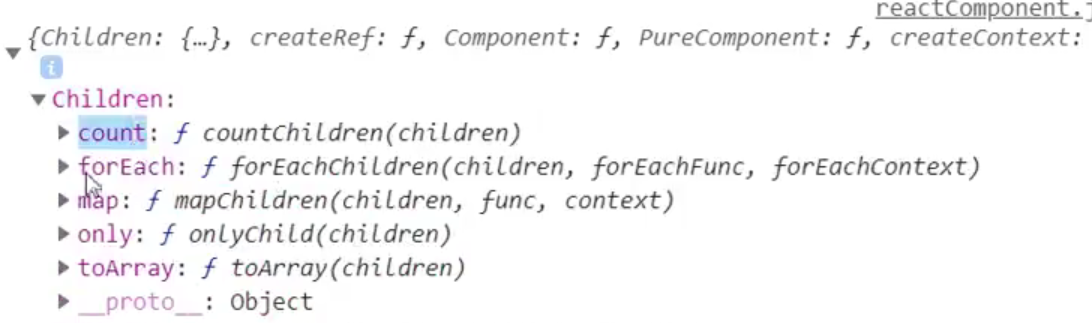 reactComponent.j
{Children: {…}, createRef: ƒ, Component: ƒ, PureComponent: ƒ, createContext:
i
Children:
count: ƒ countChildren(children)
forEach: ƒ forEachChildren(children, forEachFunc, forEachContext)
map: ƒ mapChildren(children, func, context)
only: ƒ onlyChild(children)
toArray: ƒ toArray(children)
__proto__: Object